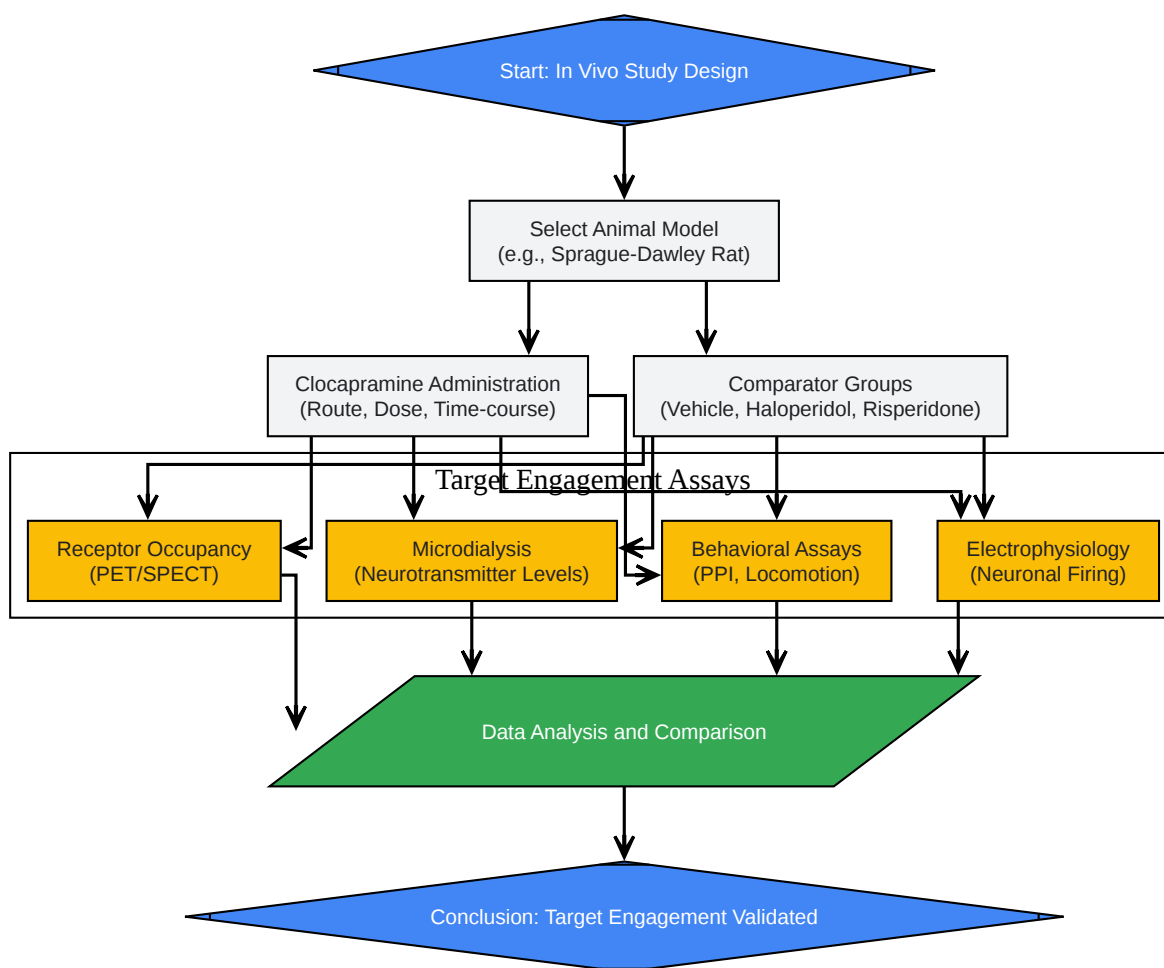 Start: In Vivo Study Design
Select Animal Model
(e.g., Sprague-Dawley Rat)
Clocapramine Administration
(Route, Dose, Time-course)
Comparator Groups
(Vehicle, Haloperidol, Risperidone)
Target Engagement Assays
Receptor Occupancy
(PET/SPECT)
Microdialysis
(Neurotransmitter Levels)
Behavioral Assays
(PPI, Locomotion)
Electrophysiology
(Neuronal Firing)
Data Analysis and Comparison
Conclusion: Target Engagement Validated